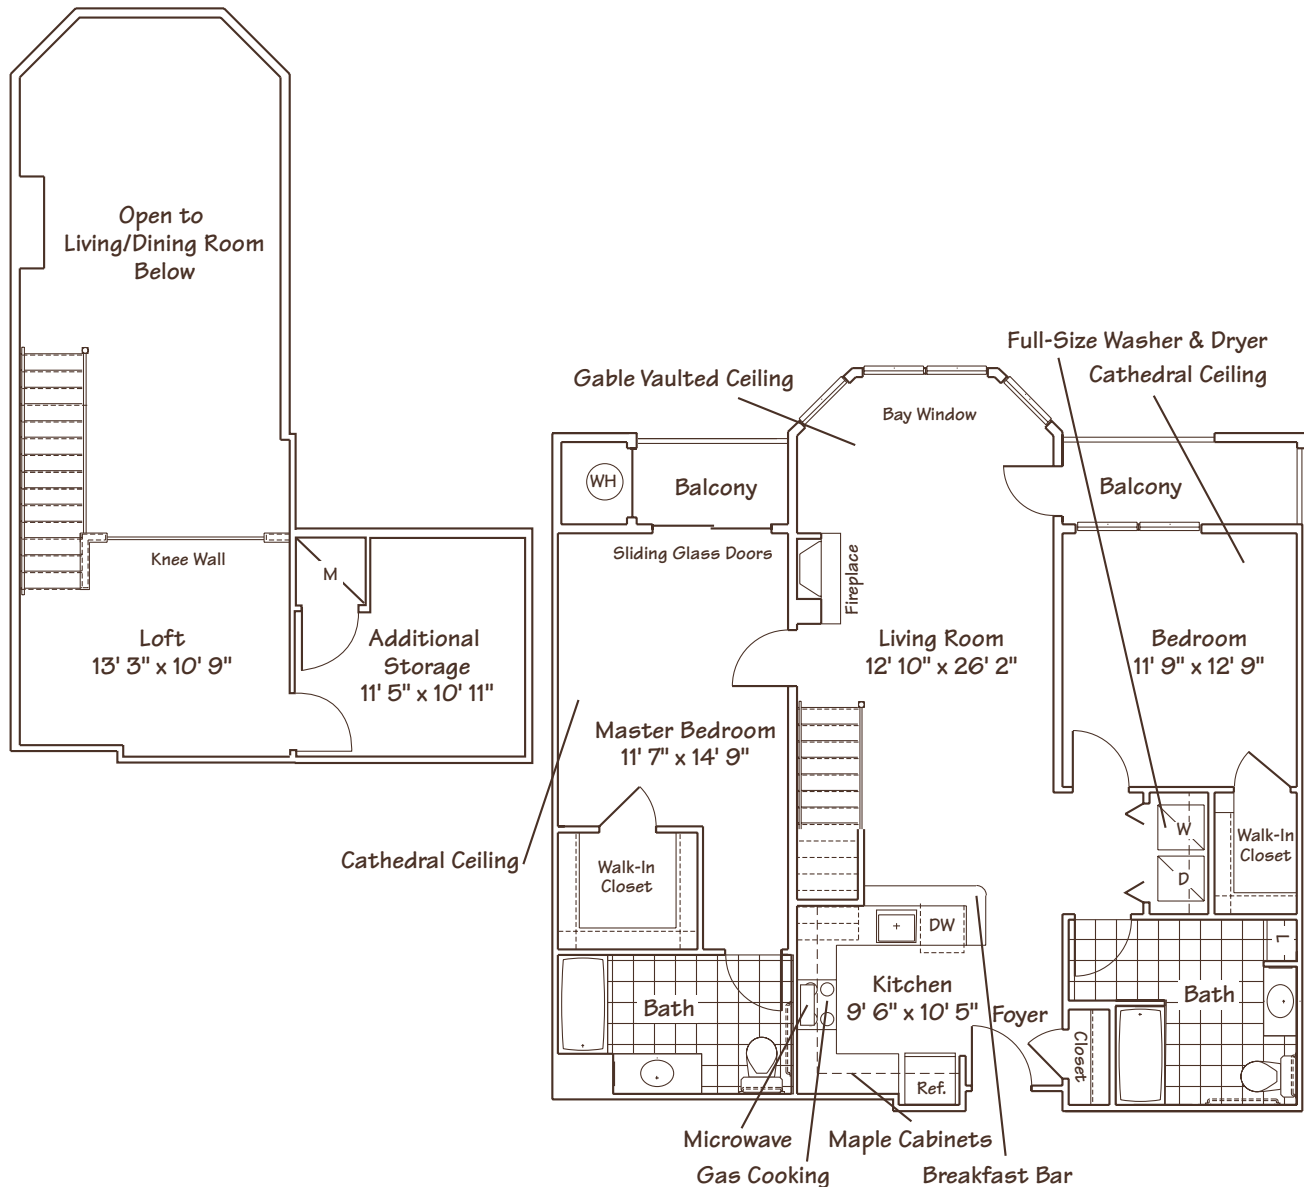 Open to
Living/Dining Room
Below
Knee Wall
M
Loft
13' 3" x 10' 9"
Additional
Storage
11' 5" x 10' 11"
Full-Size Washer & Dryer
Cathedral Ceiling
Gable Vaulted Ceiling
Bay Window
WH
Balcony
Balcony
Sliding Glass Doors
Fireplace
Living Room
12' 10" x 26' 2"
Bedroom
11' 9" x 12' 9"
Master Bedroom
11' 7" x 14' 9"
Cathedral Ceiling
Walk-In
Closet
W
D
Walk-In
Closet
DW
L
Kitchen
9' 6" x 10' 5"
Foyer
Bath
Bath
Closet
Ref.
Microwave
Maple Cabinets
Gas Cooking
Breakfast Bar